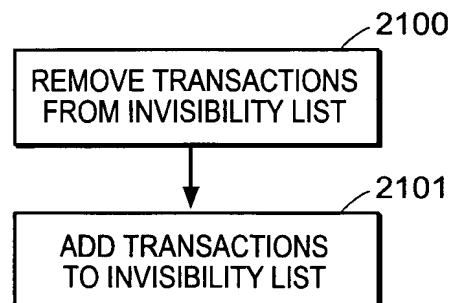 2100
REMOVE TRANSACTIONS
FROM INVISIBILITY LIST
2101
ADD TRANSACTIONS
TO INVISIBILITY LIST